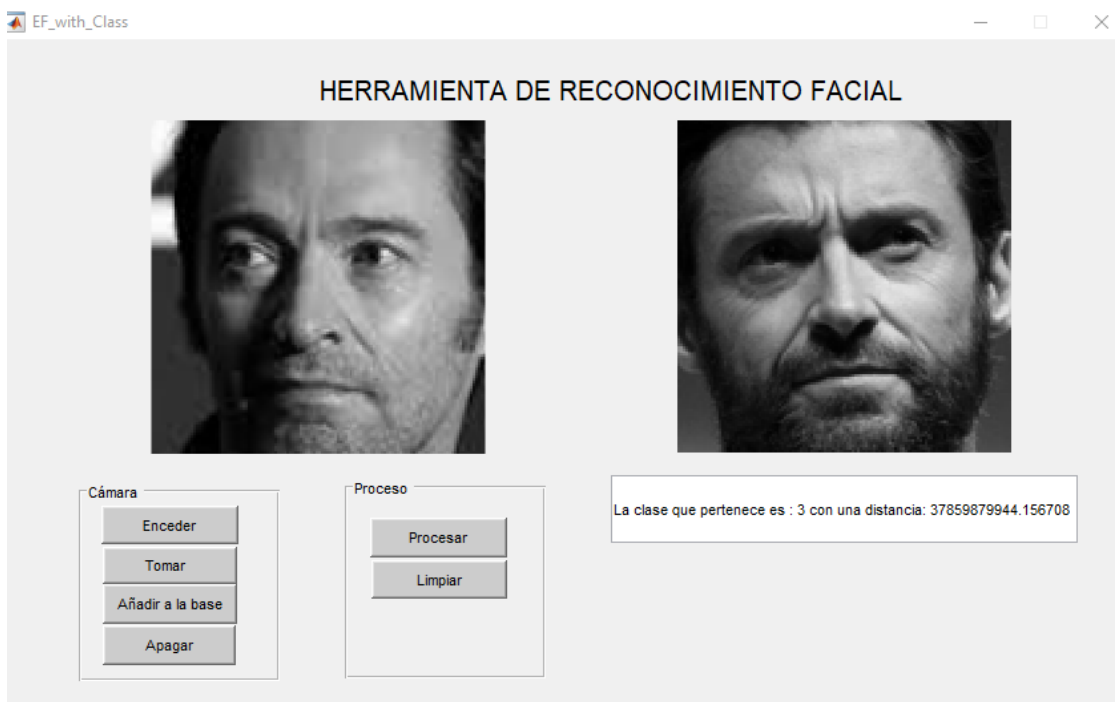 EF_with_Class
HERRAMIENTA DE RECONOCIMIENTO FACIAL
Cámara
Enceder
Tomar
Añadir a la base
Apagar
Proceso
Procesar
Limpiar
La clase que pertenece es : 3 con una distancia: 37859879944.156708